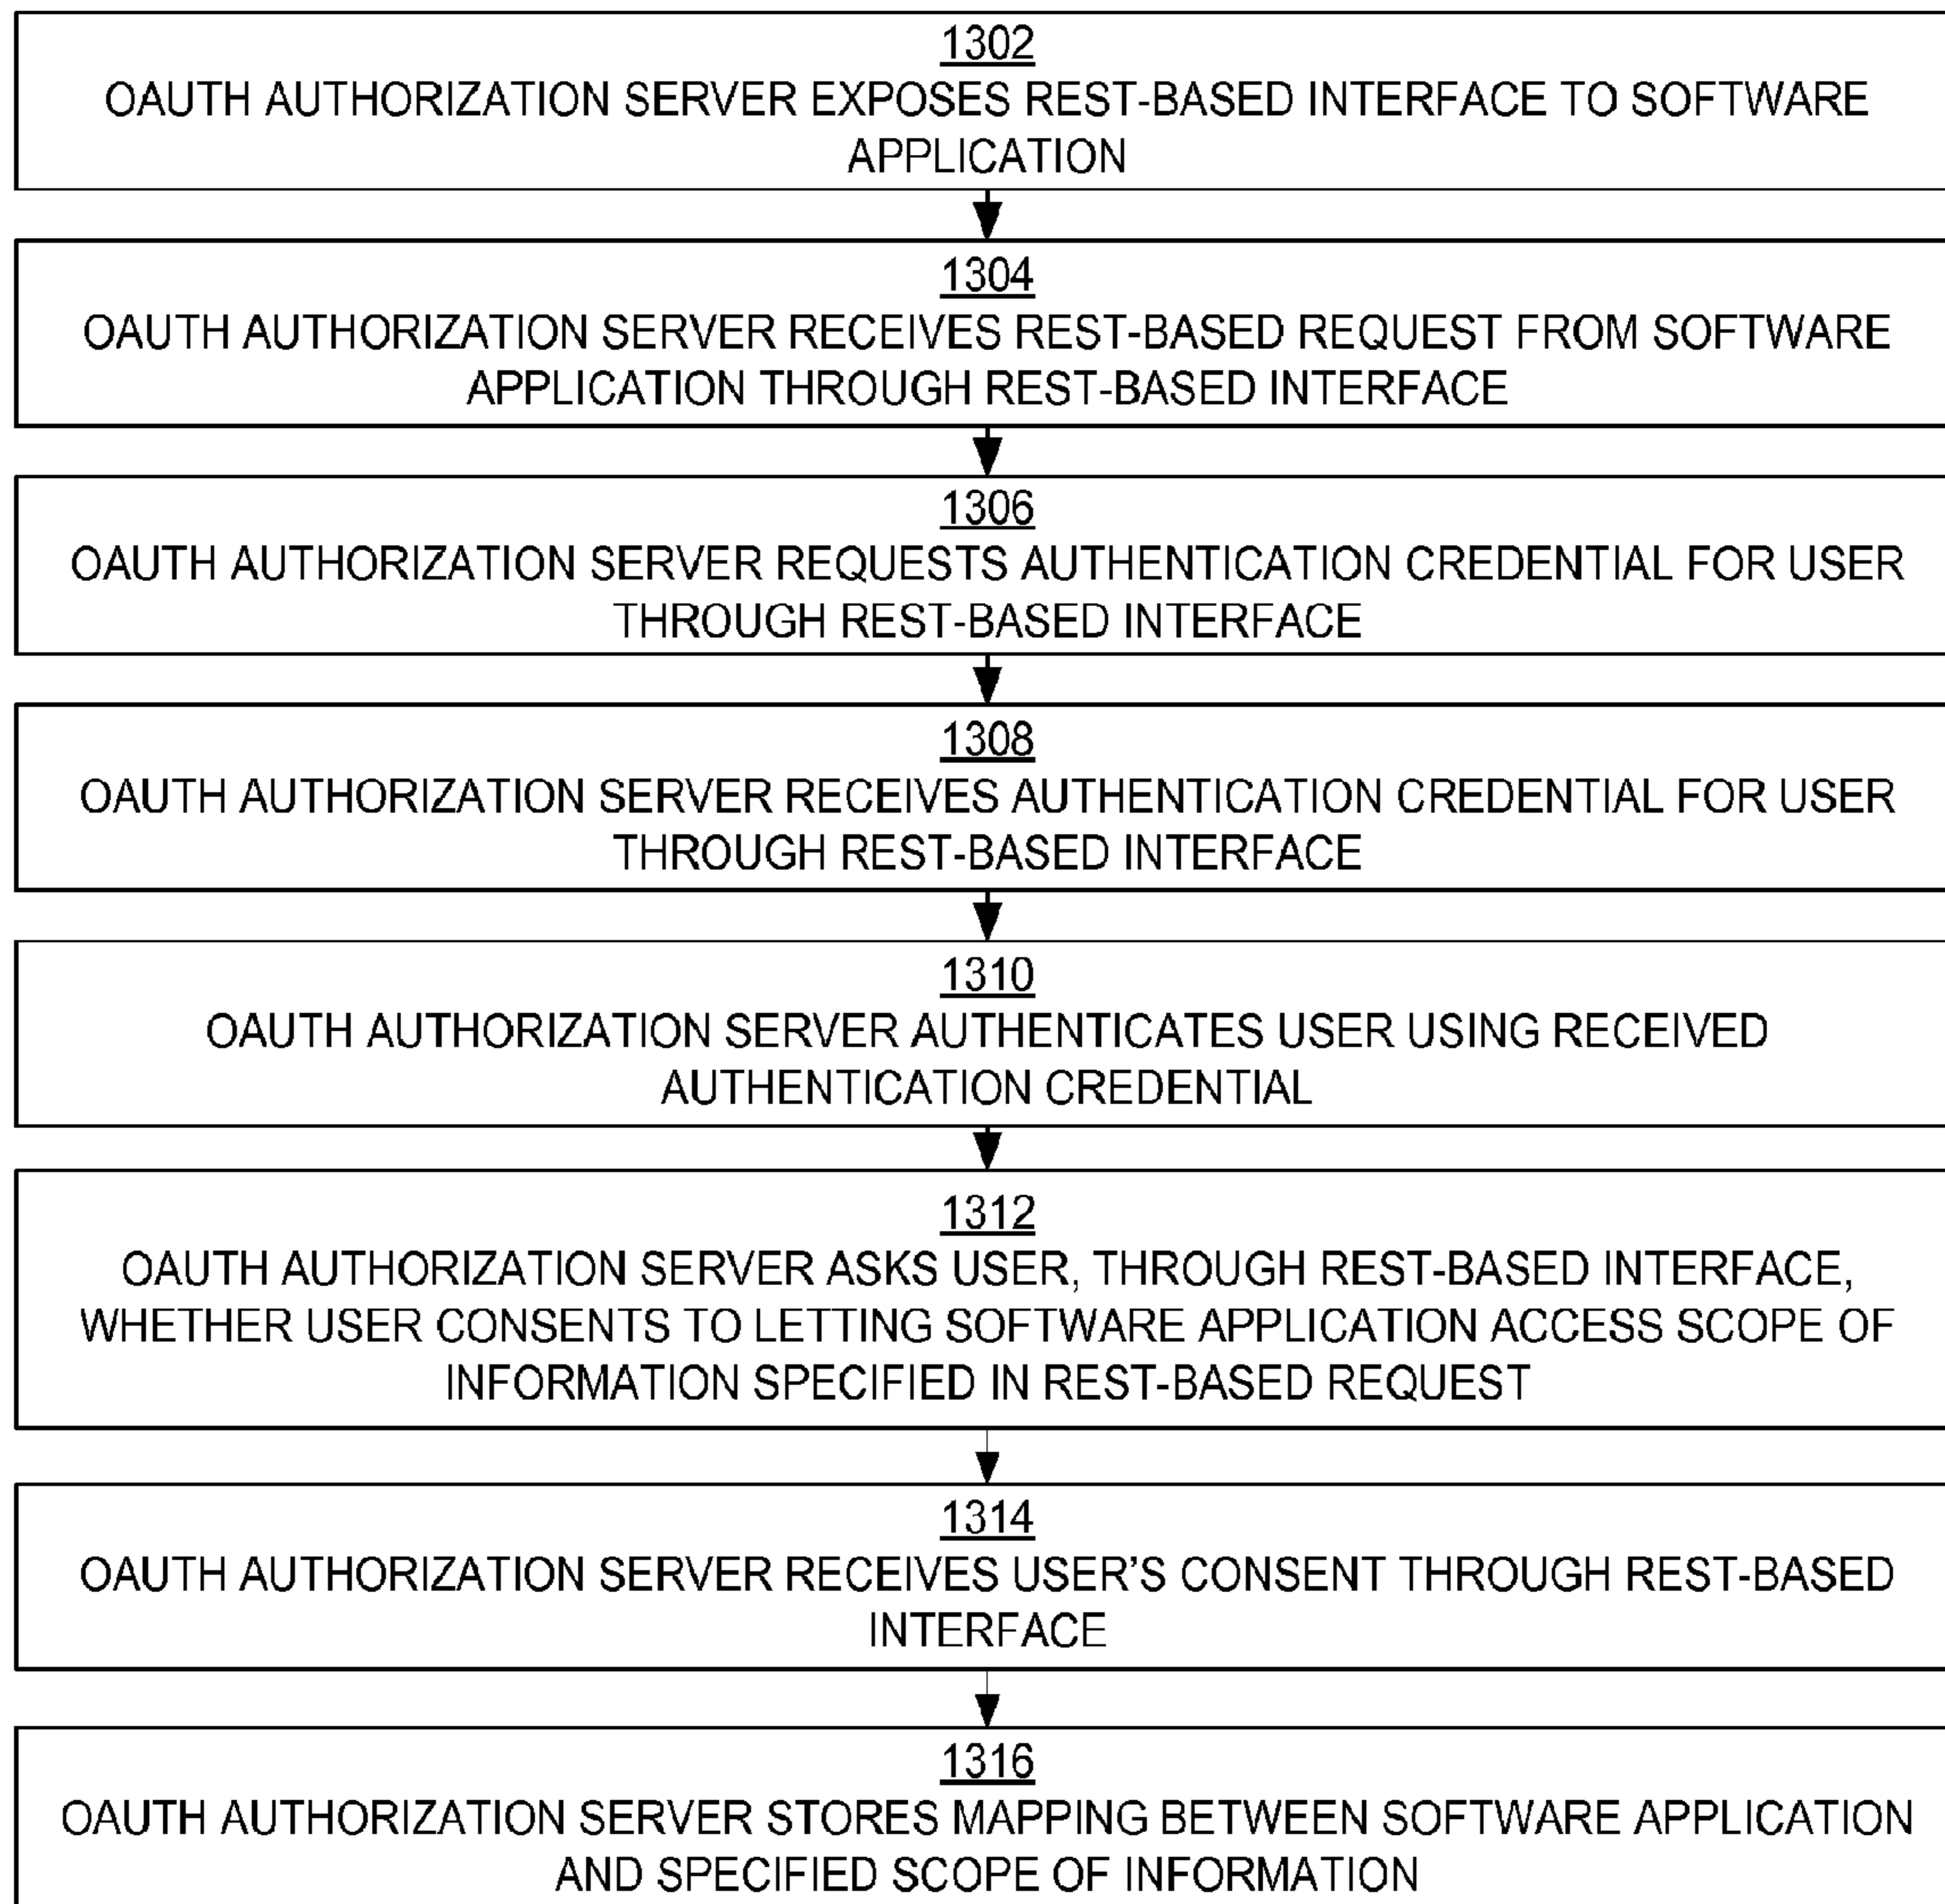 1302
OAUTH AUTHORIZATION SERVER EXPOSES REST-BASED INTERFACE TO SOFTWARE
APPLICATION
1304
OAUTH AUTHORIZATION SERVER RECEIVES REST-BASED REQUEST FROM SOFTWARE
APPLICATION THROUGH REST-BASED INTERFACE
1306
OAUTH AUTHORIZATION SERVER REQUESTS AUTHENTICATION CREDENTIAL FOR USER
THROUGH REST-BASED INTERFACE
1308
OAUTH AUTHORIZATION SERVER RECEIVES AUTHENTICATION CREDENTIAL FOR USER
THROUGH REST-BASED INTERFACE
1310
OAUTH AUTHORIZATION SERVER AUTHENTICATES USER USING RECEIVED
AUTHENTICATION CREDENTIAL
1312
OAUTH AUTHORIZATION SERVER ASKS USER, THROUGH REST-BASED INTERFACE,
WHETHER USER CONSENTS TO LETTING SOFTWARE APPLICATION ACCESS SCOPE OF
INFORMATION SPECIFIED IN REST-BASED REQUEST
1314
OAUTH AUTHORIZATION SERVER RECEIVES USER'S CONSENT THROUGH REST-BASED
INTERFACE
1316
OAUTH AUTHORIZATION SERVER STORES MAPPING BETWEEN SOFTWARE APPLICATION
AND SPECIFIED SCOPE OF INFORMATION